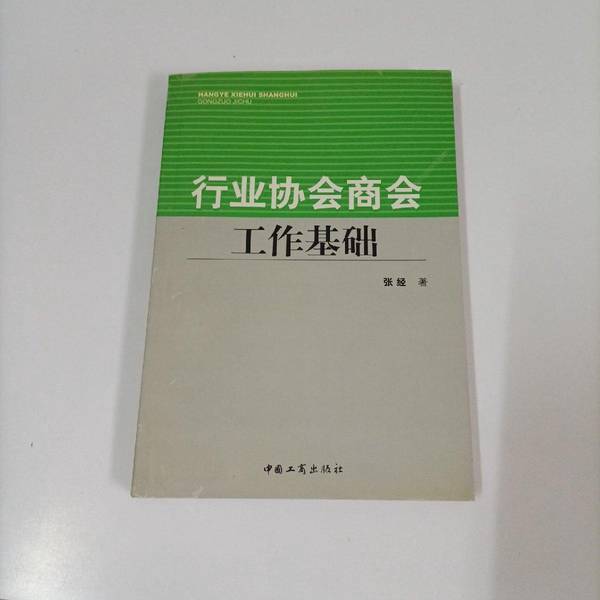 HANGYE XIEHUI SHANGHUI
GONGZUO JICHU
行业协会商会
工作基础
张经 著
中国工商出版社